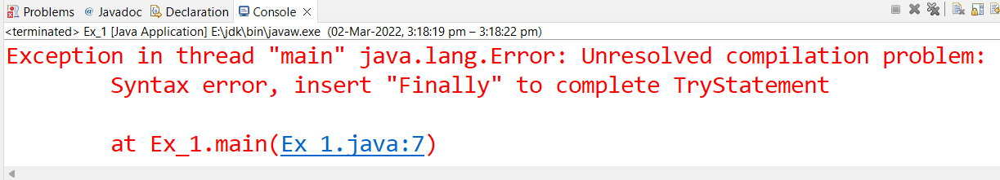 Problems @ Javadoc Declaration Console
<terminated> Ex_1 [Java Application] E:\jdk\bin\javaw.exe (02-Mar-2022, 3:18:19 pm – 3:18:22 pm)
Exception in thread "main" java.lang.Error: Unresolved compilation problem:
Syntax error, insert "Finally" to complete TryStatement
at Ex_1.main(Ex_1.java:7)